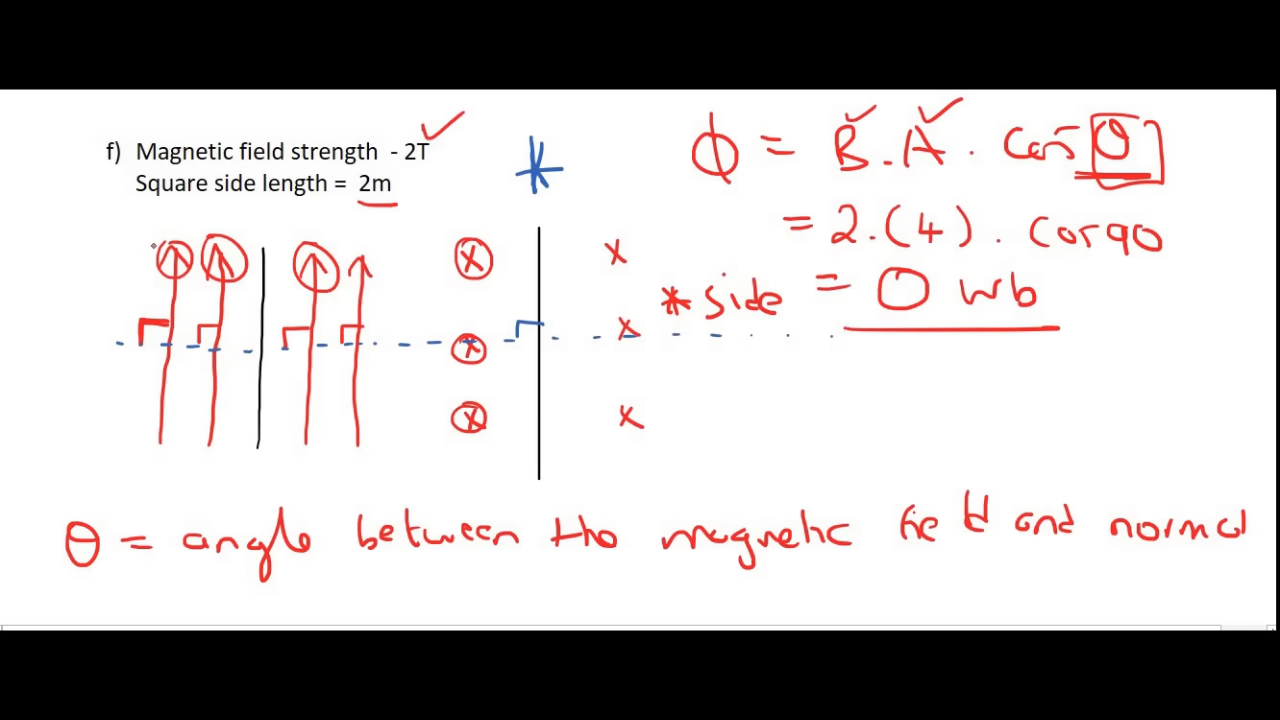 f) Magnetic field strength - 2T
Square side length = 2m
ϕ = B.A. cos θ
= 2.(4). cos 90
* side = 0 wb
θ = angle between the magnetic field and normal